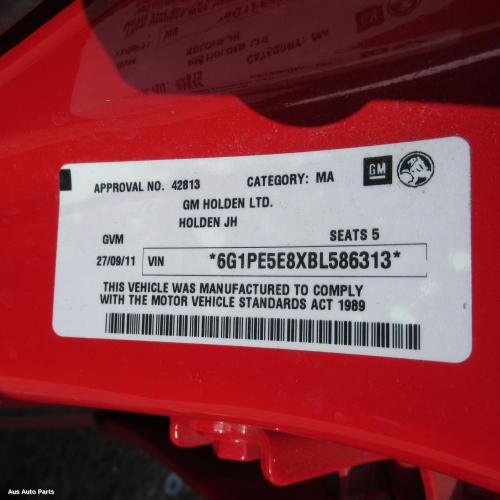 APPROVAL NO. 42813 CATEGORY: MA GM
GM HOLDEN LTD.
HOLDEN JH
GVM SEATS 5
27/09/11 VIN *6G1PE5E8XBL586313*
THIS VEHICLE WAS MANUFACTURED TO COMPLY
WITH THE MOTOR VEHICLE STANDARDS ACT 1989
Aus Auto Parts